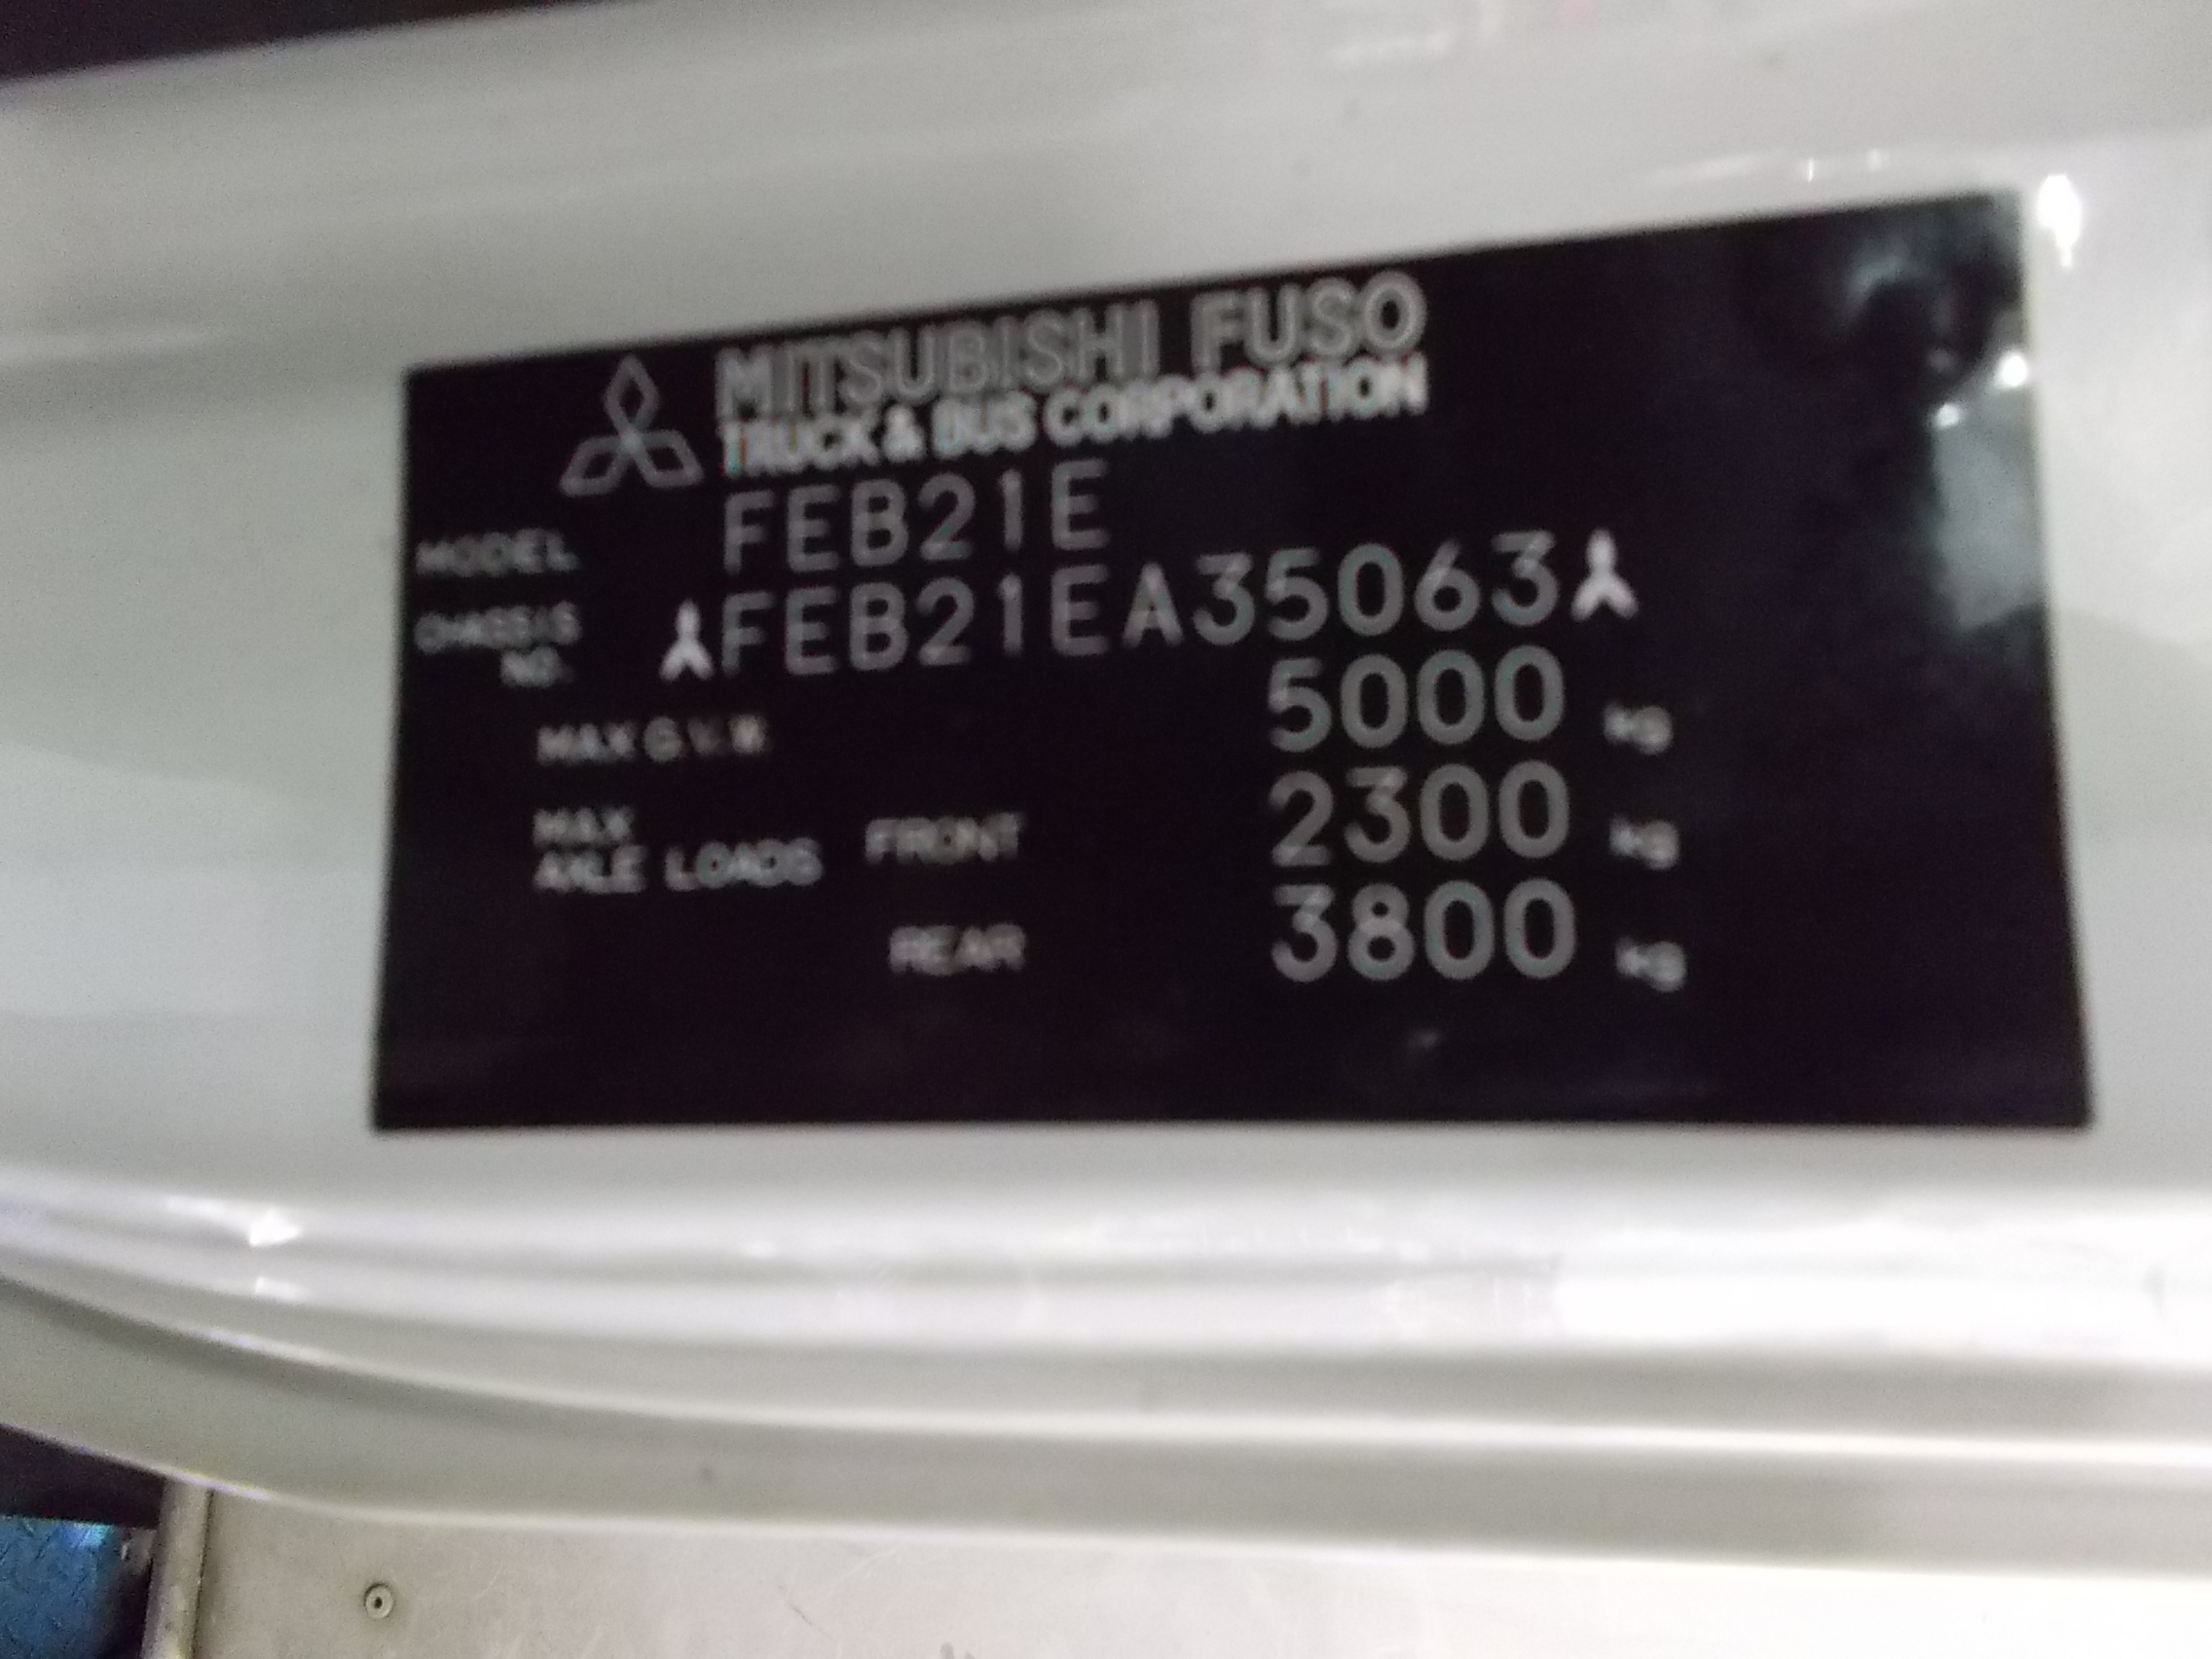 MITSUBISHI FUSO
TRUCK & BUS CORPORATION
MODEL FEB21E
CHASSIS NO. FEB21EA35063
MAX G.V.W. 5000 kg
MAX AXLE LOADS FRONT 2300 kg
REAR 3800 kg